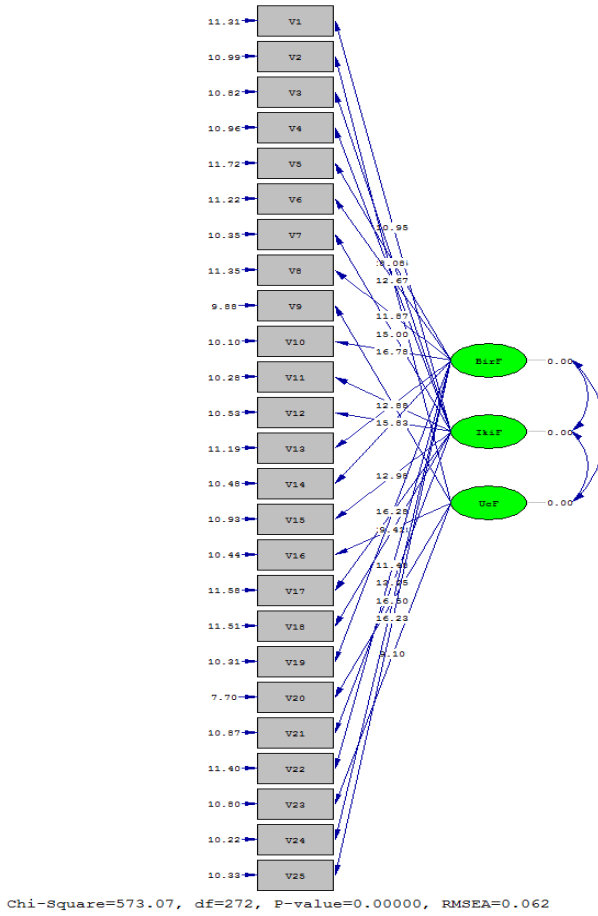 11.31 V1
10.99 V2
10.82 V3
10.96 V4
11.72 V5
11.22 V6
10.95
10.35 V7
11.35 V8
12.67
9.88 V9
11.87
15.00
10.10 V10
16.78
BirF 0.00
10.28 V11
12.88
10.53 V12
15.83
IkiF 0.00
11.19 V13
12.98
10.48 V14
UcF 0.00
16.28
10.93 V15
10.44 V16
11.58 V17
16.23
11.51 V18
10.31 V19
7.70 V20
10.87 V21
11.40 V22
10.80 V23
10.22 V24
10.33 V25
Chi-Square=573.07, df=272, P-value=0.00000, RMSEA=0.062